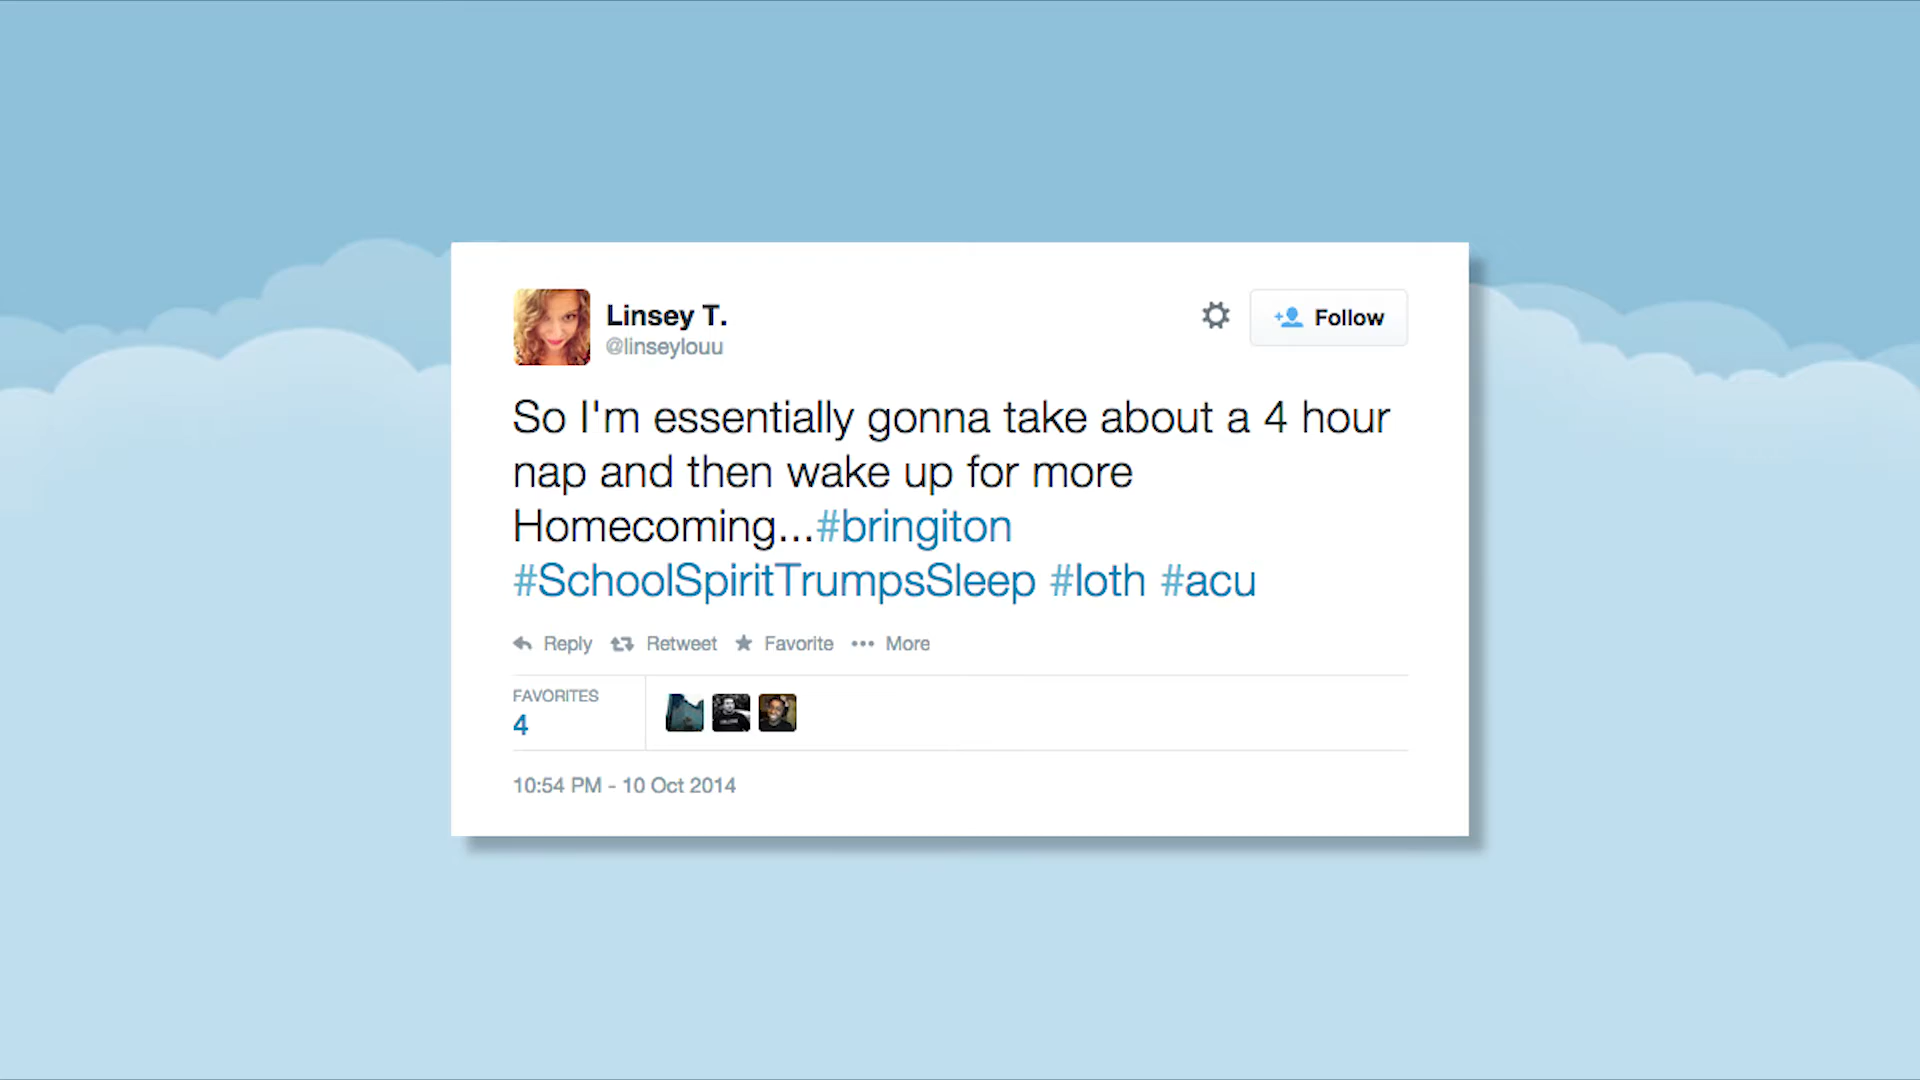 Linsey T.
@linseylouu
Follow
So I'm essentially gonna take about a 4 hour
nap and then wake up for more
Homecoming...#bringiton
#SchoolSpiritTrumpsSleep #loth #acu
Reply Retweet Favorite More
FAVORITES
4
10:54 PM - 10 Oct 2014